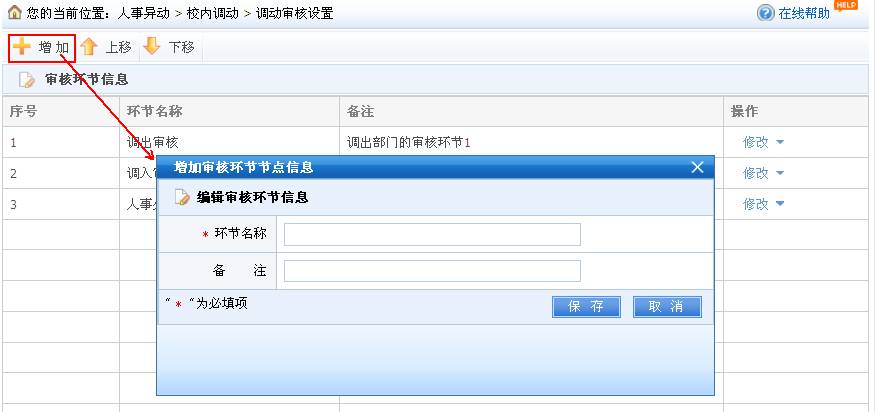 您的当前位置：人事异动 > 校内调动 > 调动审核设置
在线帮助 HELP
增加 上移 下移
审核环节信息
序号 环节名称 备注 操作
1 调出审核 调出部门的审核环节1 修改
2 调入 修改
3 人事 修改
增加审核环节节点信息
编辑审核环节信息
* 环节名称
备 注
“ * “为必填项 保 存 取 消